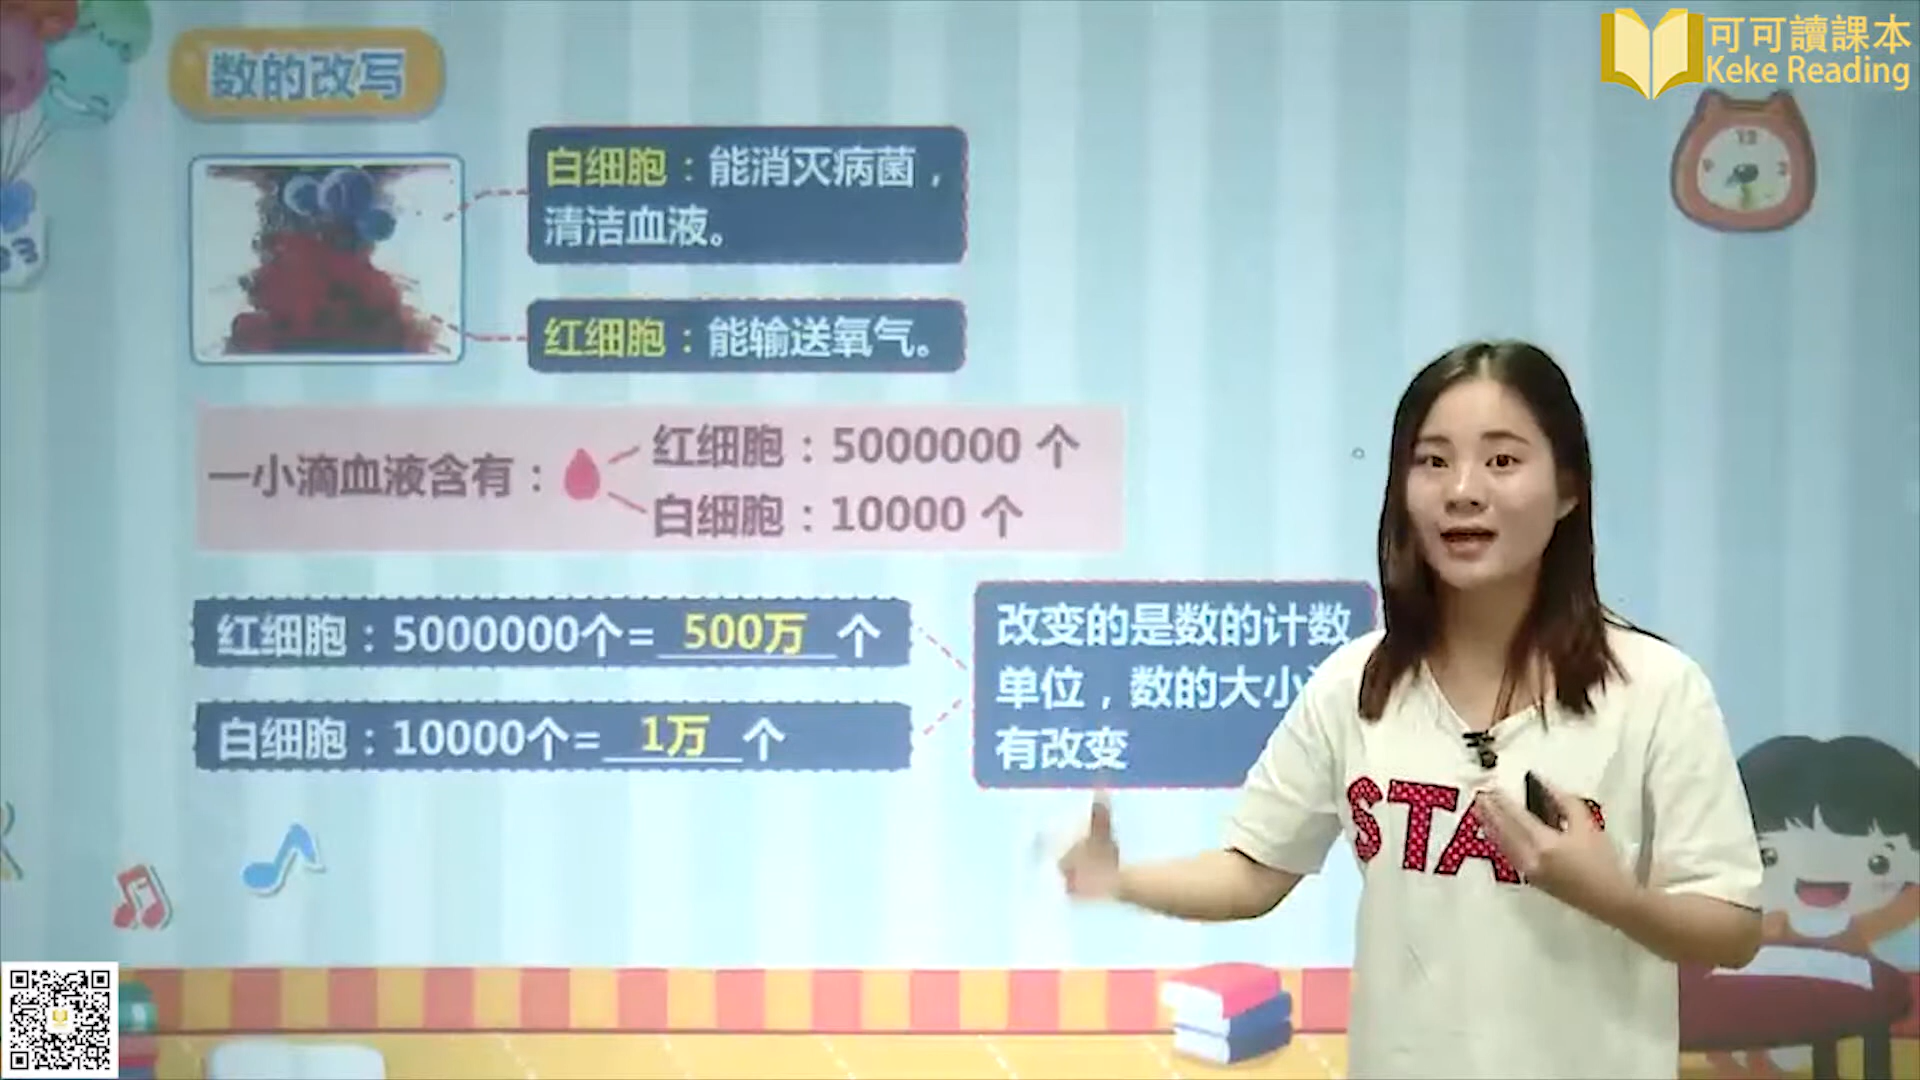 可可讀課本
Keke Reading
数的改写
白细胞：能消灭病菌，
清洁血液。
红细胞：能输送氧气。
一小滴血液含有：
红细胞：5000000 个
白细胞：10000 个
红细胞：5000000个= 500万 个
白细胞：10000个= 1万 个
改变的是数的计数
单位，数的大小
有改变
12
9
3
STA